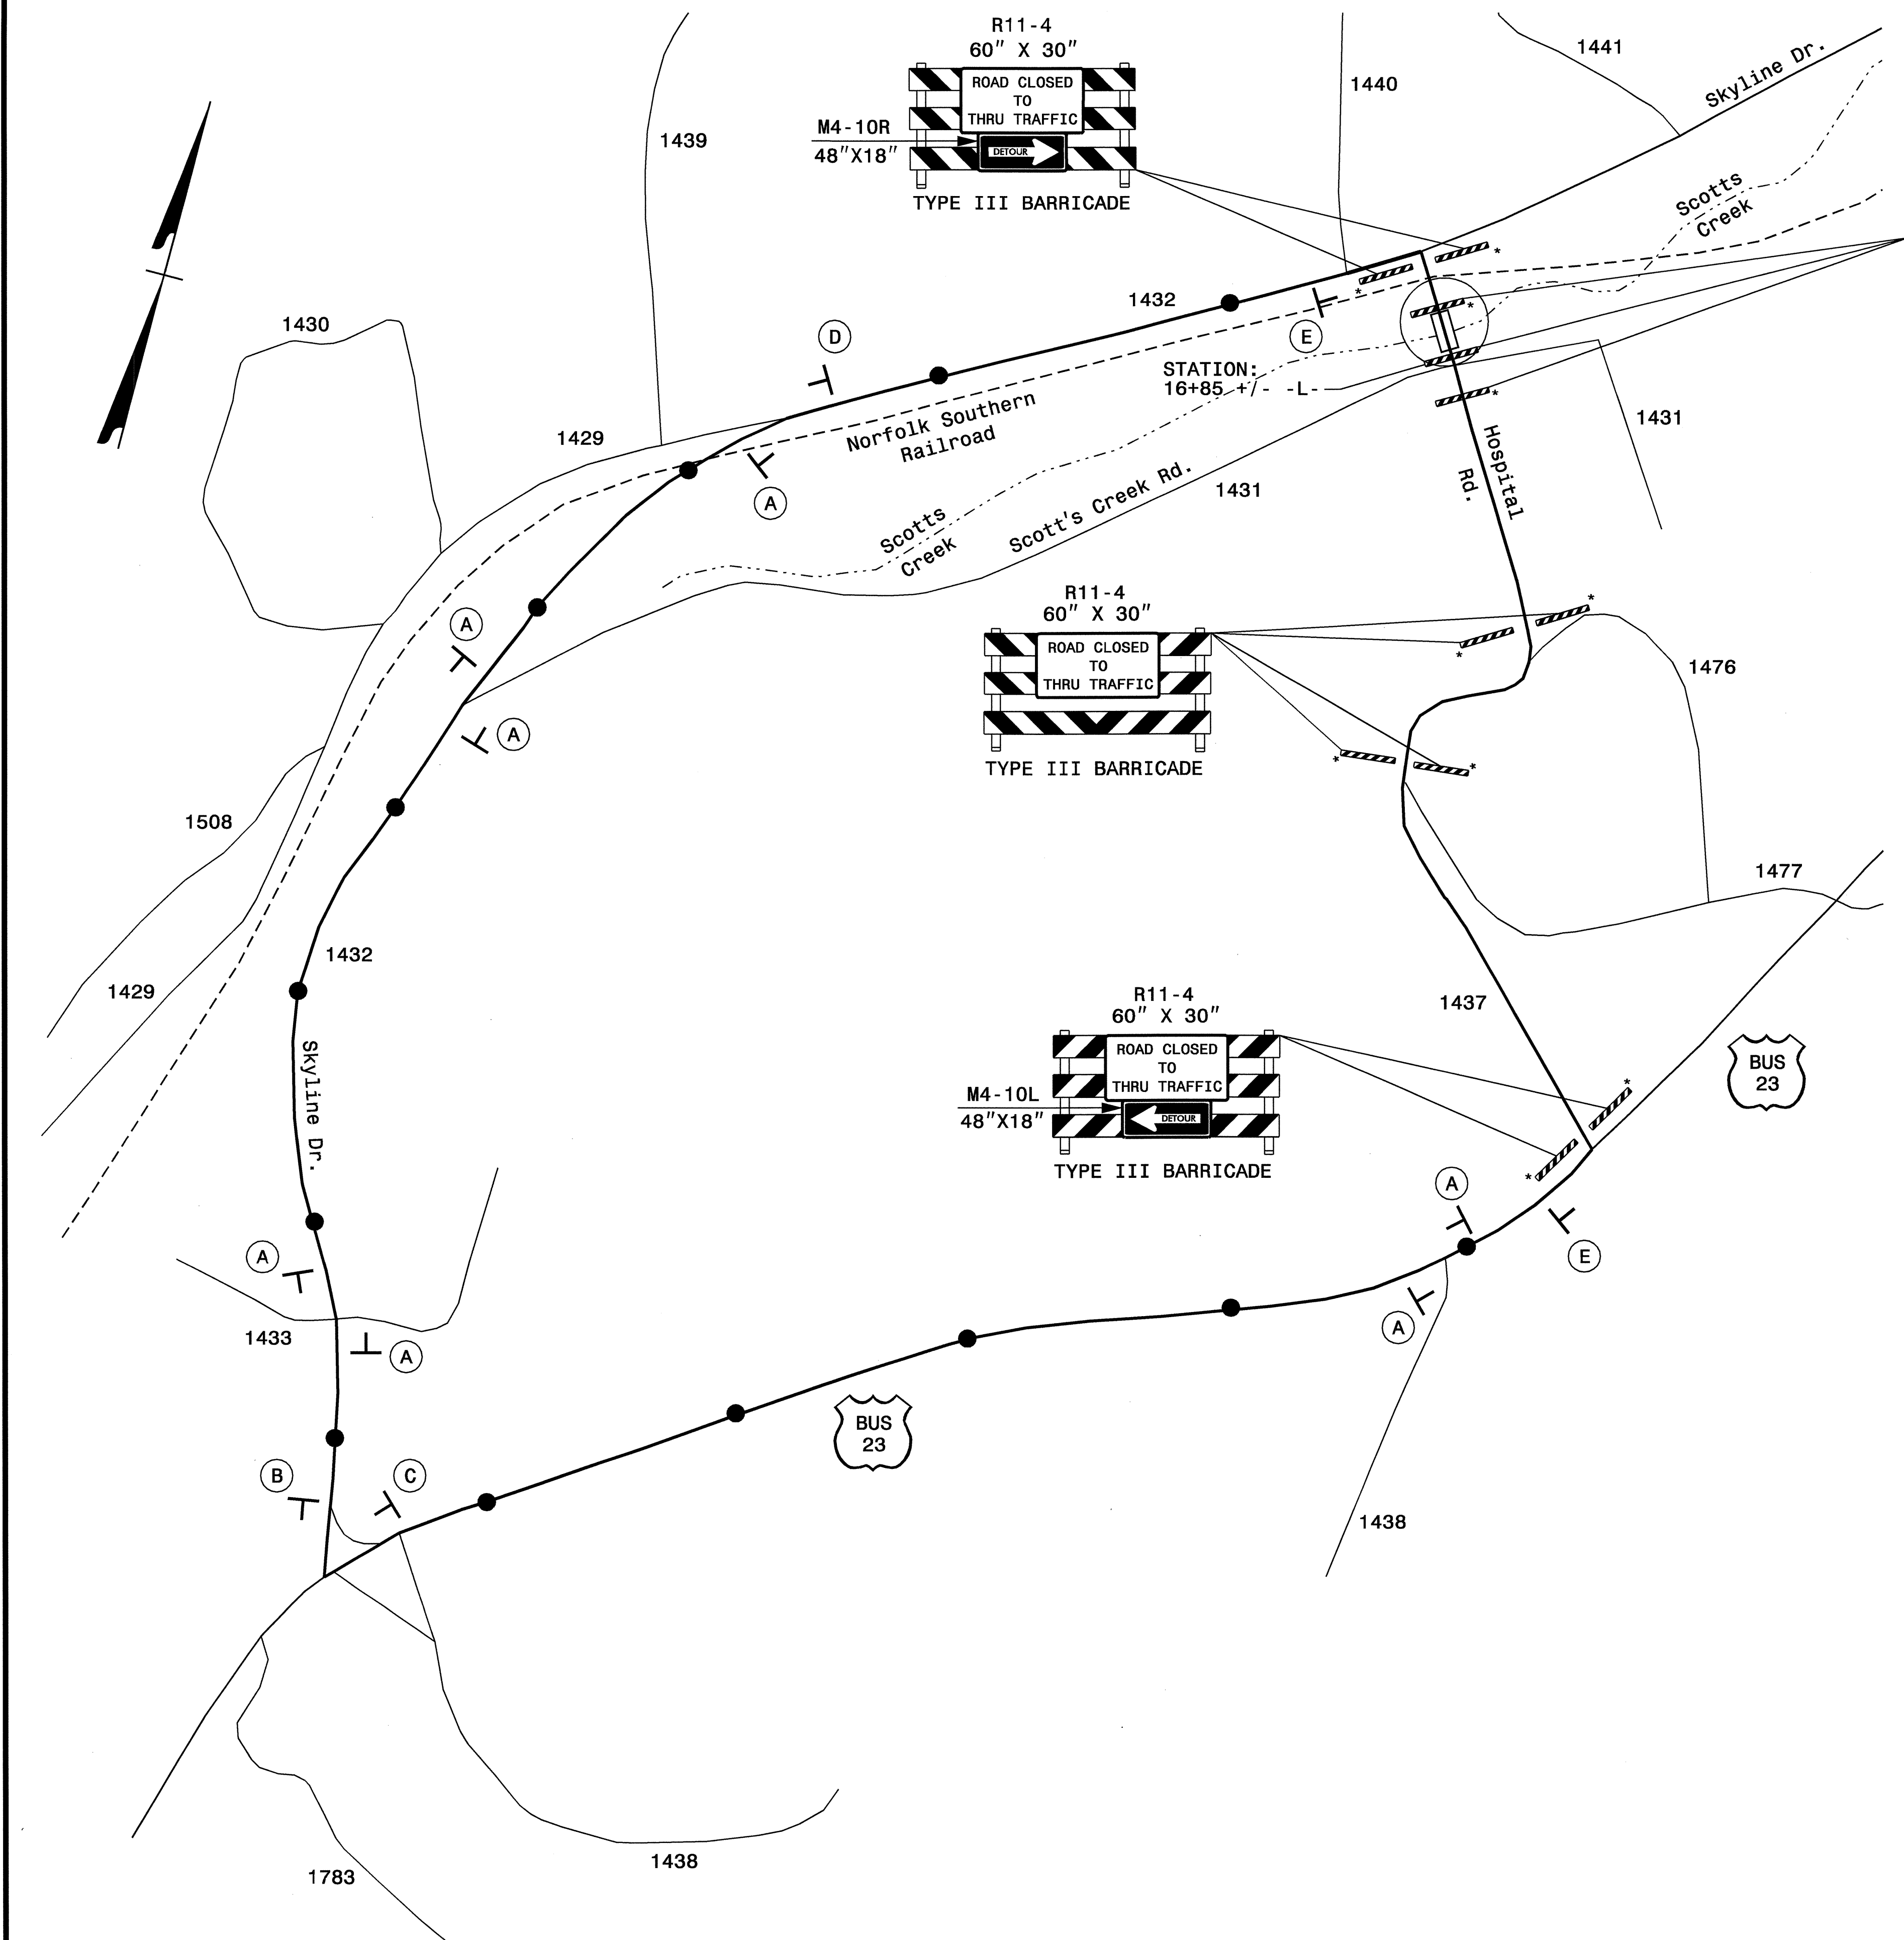 R11-4
60" X 30"
ROAD CLOSED
TO
THRU TRAFFIC
M4-10R
48"X18"
DETOUR
TYPE III BARRICADE
1439
1440
1441
Skyline Dr.
Scotts
Creek
1430
1432
D
E
*
*
*
*
STATION:
16+85 +/- -L-
1429
Norfolk Southern
Railroad
A
1431
1431
Hospital
Rd.
Scotts
Creek
Scott's Creek Rd.
R11-4
60" X 30"
ROAD CLOSED
TO
THRU TRAFFIC
TYPE III BARRICADE
*
*
*
*
A
A
1476
1508
1477
1432
1429
1437
R11-4
60" X 30"
ROAD CLOSED
TO
THRU TRAFFIC
M4-10L
48"X18"
DETOUR
TYPE III BARRICADE
BUS
23
*
*
Skyline Dr.
A
A
E
1433
A
A
BUS
23
B
C
1438
1438
1783